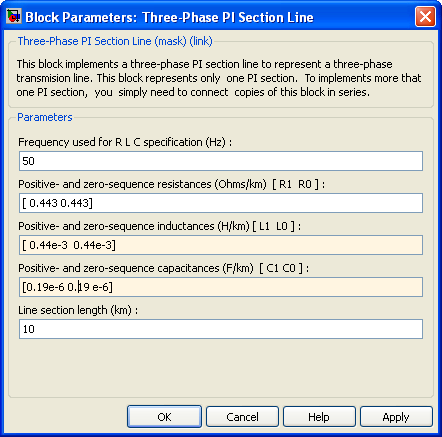 Block Parameters: Three-Phase PI Section Line
Three-Phase PI Section Line (mask) (link)
This block implements a three-phase PI section line to represent a three-phase
transmision line. This block represents only  one PI section.  To implements more that
one PI section,  you  simply need to connect  copies of this block in series.
Parameters
Frequency used for R L C specification (Hz) :
50
Positive- and zero-sequence resistances (Ohms/km)  [ R1  R0 ] :
[ 0.443 0.443]
Positive- and zero-sequence inductances (H/km) [ L1  L0 ] :
[ 0.44e-3  0.44e-3]
Positive- and zero-sequence capacitances (F/km)  [ C1 C0 ] :
[0.19e-6 0.19 e-6]
Line section length (km) :
10
OK Cancel Help Apply